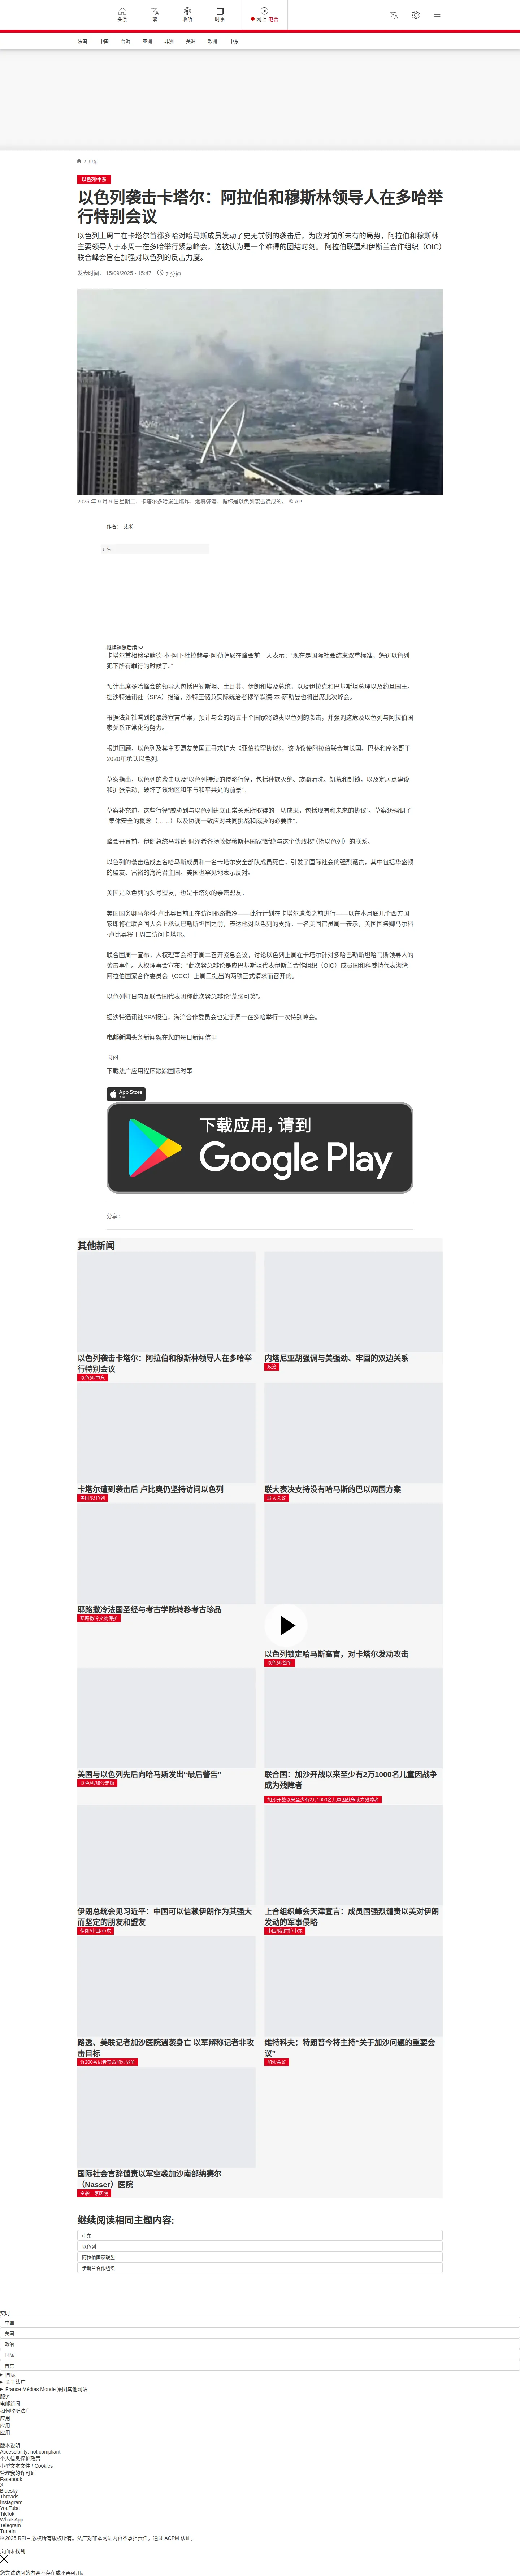 头条
繁
收听
时事
网上 电台
法国
中国
台海
亚洲
非洲
美洲
欧洲
中东
/ 中东
以色列/中东
以色列袭击卡塔尔：阿拉伯和穆斯林领导人在多哈举
行特别会议
以色列上周二在卡塔尔首都多哈对哈马斯成员发动了史无前例的袭击后，为应对前所未有的局势，阿拉伯和穆斯林
主要领导人于本周一在多哈举行紧急峰会，这被认为是一个难得的团结时刻。 阿拉伯联盟和伊斯兰合作组织（OIC）
联合峰会旨在加强对以色列的反击力度。
发表时间： 15/09/2025 - 15:47
7 分钟
2025 年 9 月 9 日星期二，卡塔尔多哈发生爆炸，烟雾弥漫，据称是以色列袭击造成的。 © AP
作者： 艾米
广告
继续浏览后续
卡塔尔首相穆罕默德·本·阿卜杜拉赫曼·阿勒萨尼在峰会前一天表示：“现在是国际社会结束双重标准，惩罚以色列
犯下所有罪行的时候了。”
预计出席多哈峰会的领导人包括巴勒斯坦、土耳其、伊朗和埃及总统，以及伊拉克和巴基斯坦总理以及约旦国王。
据沙特通讯社（SPA）报道，沙特王储兼实际统治者穆罕默德·本·萨勒曼也将出席此次峰会。
根据法新社看到的最终宣言草案，预计与会的约五十个国家将谴责以色列的袭击，并强调这危及以色列与阿拉伯国
家关系正常化的努力。
报道回顾，以色列及其主要盟友美国正寻求扩大《亚伯拉罕协议》，该协议使阿拉伯联合酋长国、巴林和摩洛哥于
2020年承认以色列。
草案指出，以色列的袭击以及“以色列持续的侵略行径，包括种族灭绝、族裔清洗、饥荒和封锁，以及定居点建设
和扩张活动，破坏了该地区和平与和平共处的前景”。
草案补充道，这些行径“威胁到与以色列建立正常关系所取得的一切成果，包括现有和未来的协议”。草案还强调了
“集体安全的概念（……）以及协调一致应对共同挑战和威胁的必要性”。
峰会开幕前，伊朗总统马苏德·佩泽希齐扬敦促穆斯林国家“断绝与这个伪政权”（指以色列）的联系。
以色列的袭击造成五名哈马斯成员和一名卡塔尔安全部队成员死亡，引发了国际社会的强烈谴责，其中包括华盛顿
的盟友、富裕的海湾君主国。美国也罕见地表示反对。
美国是以色列的头号盟友，也是卡塔尔的亲密盟友。
美国国务卿马尔科·卢比奥目前正在访问耶路撒冷——此行计划在卡塔尔遭袭之前进行——以在本月底几个西方国
家即将在联合国大会上承认巴勒斯坦国之前，表达他对以色列的支持。一名美国官员周一表示，美国国务卿马尔科
·卢比奥将于周二访问卡塔尔。
联合国周一宣布，人权理事会将于周二召开紧急会议，讨论以色列上周在卡塔尔针对多哈巴勒斯坦哈马斯领导人的
袭击事件。人权理事会宣布：“此次紧急辩论是应巴基斯坦代表伊斯兰合作组织（OIC）成员国和科威特代表海湾
阿拉伯国家合作委员会（CCC）上周三提出的两项正式请求而召开的。
以色列驻日内瓦联合国代表团称此次紧急辩论“荒谬可笑”。
据沙特通讯社SPA报道，海湾合作委员会也定于周一在多哈举行一次特别峰会。
电邮新闻头条新闻就在您的每日新闻信里
订阅
下载法广应用程序跟踪国际时事
App Store
下载
下载应用，请到
Google Play
分享 :
其他新闻
以色列袭击卡塔尔：阿拉伯和穆斯林领导人在多哈举
行特别会议
以色列/中东
内塔尼亚胡强调与美强劲、牢固的双边关系
政治
卡塔尔遭到袭击后 卢比奥仍坚持访问以色列
美国/以色列
联大表决支持没有哈马斯的巴以两国方案
联大会议
耶路撒冷法国圣经与考古学院转移考古珍品
耶路撒冷文物保护
以色列锁定哈马斯高官，对卡塔尔发动攻击
以色列/战争
美国与以色列先后向哈马斯发出“最后警告”
以色列/加沙走廊
联合国：加沙开战以来至少有2万1000名儿童因战争
成为残障者
加沙开战以来至少有2万1000名儿童因战争成为残障者
伊朗总统会见习近平：中国可以信赖伊朗作为其强大
而坚定的朋友和盟友
伊朗/中国/中东
上合组织峰会天津宣言：成员国强烈谴责以美对伊朗
发动的军事侵略
中国/俄罗斯/中东
路透、美联记者加沙医院遇袭身亡 以军辩称记者非攻
击目标
近200名记者丧命加沙战争
维特科夫：特朗普今将主持“关于加沙问题的重要会
议”
加沙会议
国际社会言辞谴责以军空袭加沙南部纳赛尔
（Nasser）医院
空袭一家医院
继续阅读相同主题内容:
中东
以色列
阿拉伯国家联盟
伊斯兰合作组织
实时
中国
美国
政治
国际
普京
国际
关于法广
France Médias Monde 集团其他网站
服务
电邮新闻
如何收听法广
应用
应用
应用
版本说明
Accessibility: not compliant
个人信息保护政策
小型文本文件 / Cookies
管理我的许可证
Facebook
X
Bluesky
Threads
Instagram
YouTube
TikTok
WhatsApp
Telegram
TuneIn
© 2025 RFI – 版权所有版权所有。法广对非本网站内容不承担责任。通过 ACPM 认证。
页面未找到
您尝试访问的内容不存在或不再可用。